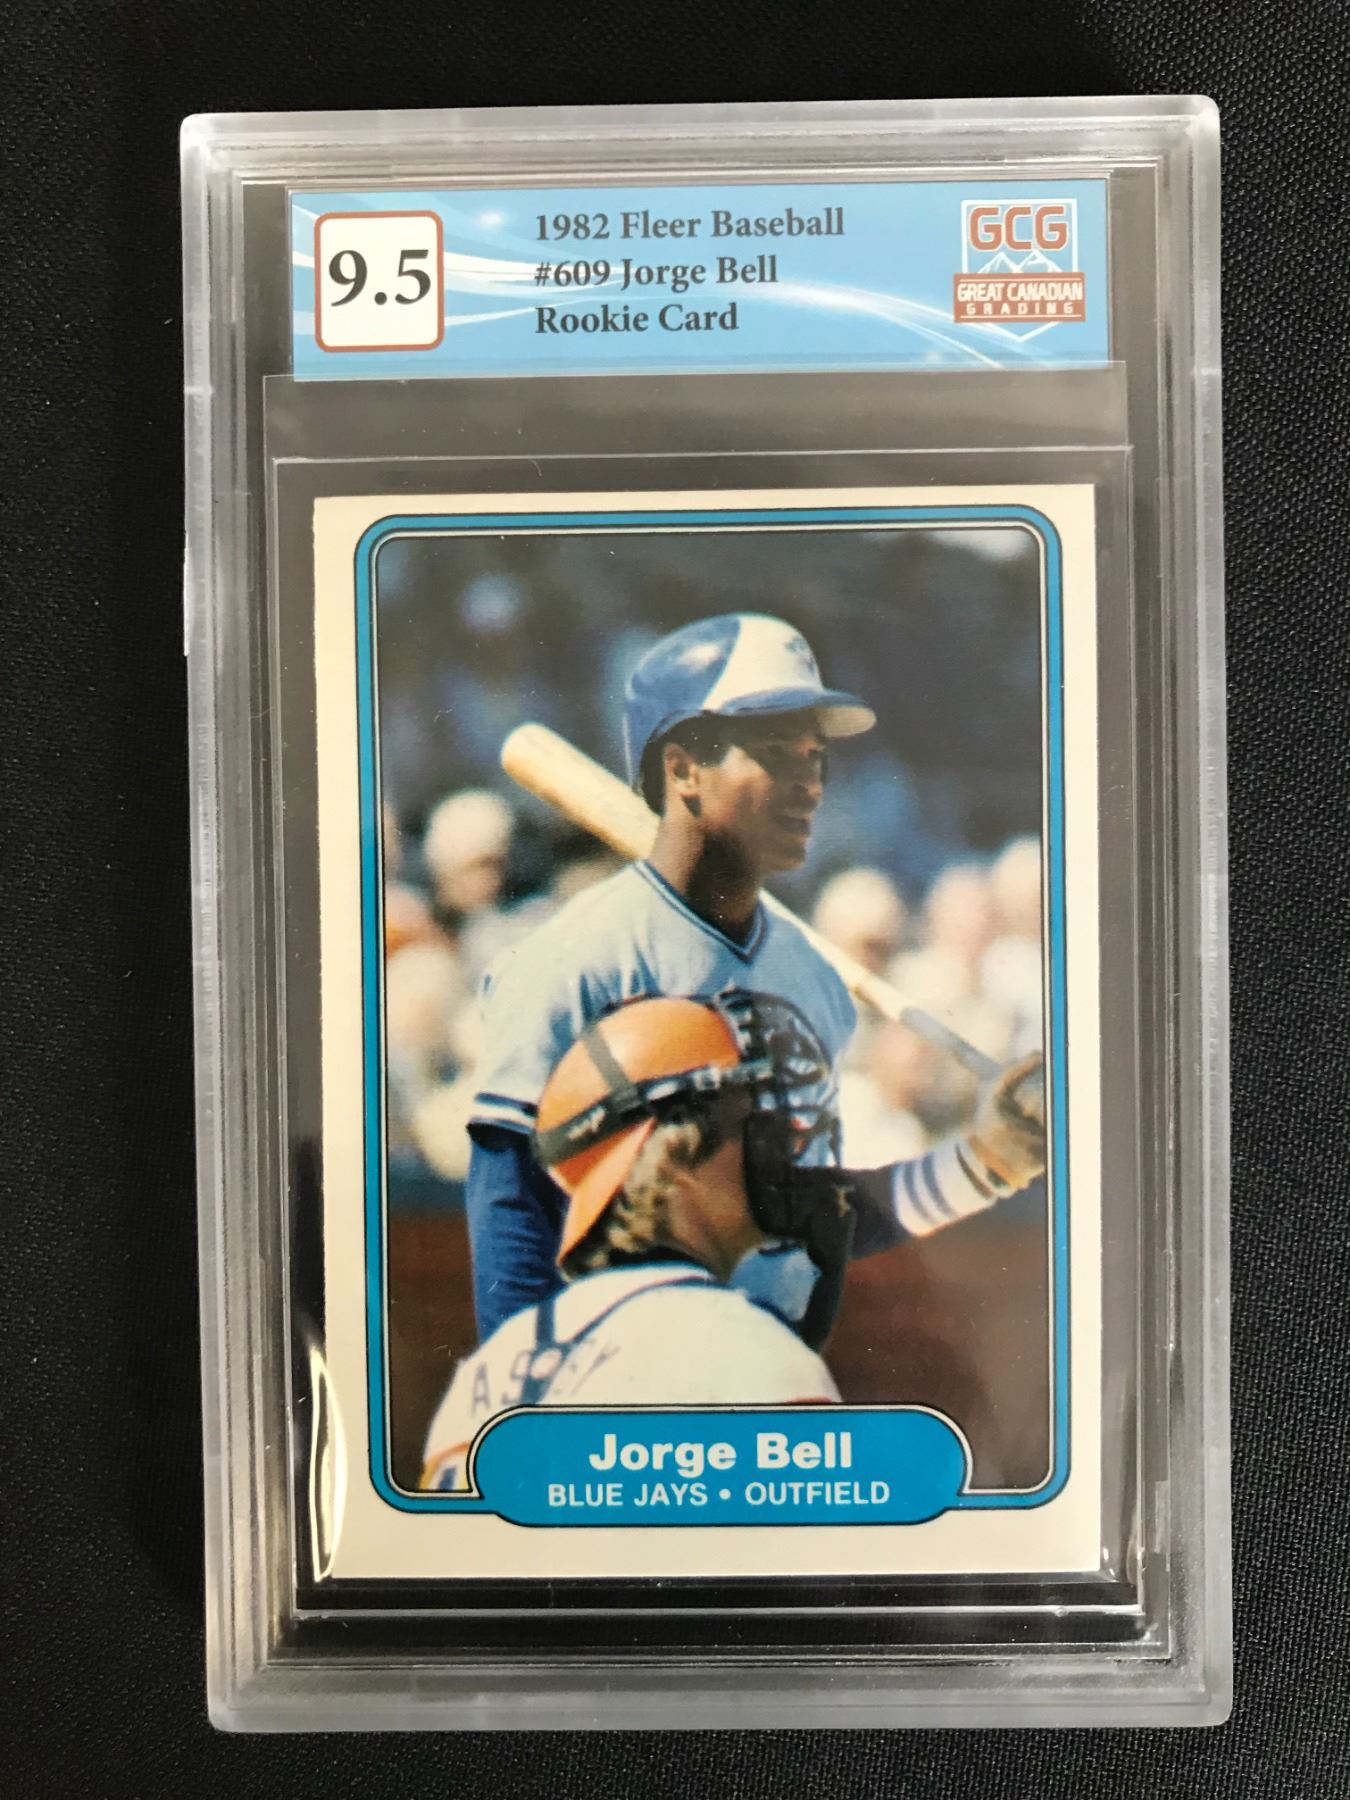 9.5
1982 Fleer Baseball
#609 Jorge Bell
Rookie Card
GCG
GREAT CANADIAN
GRADING
Jorge Bell
BLUE JAYS • OUTFIELD